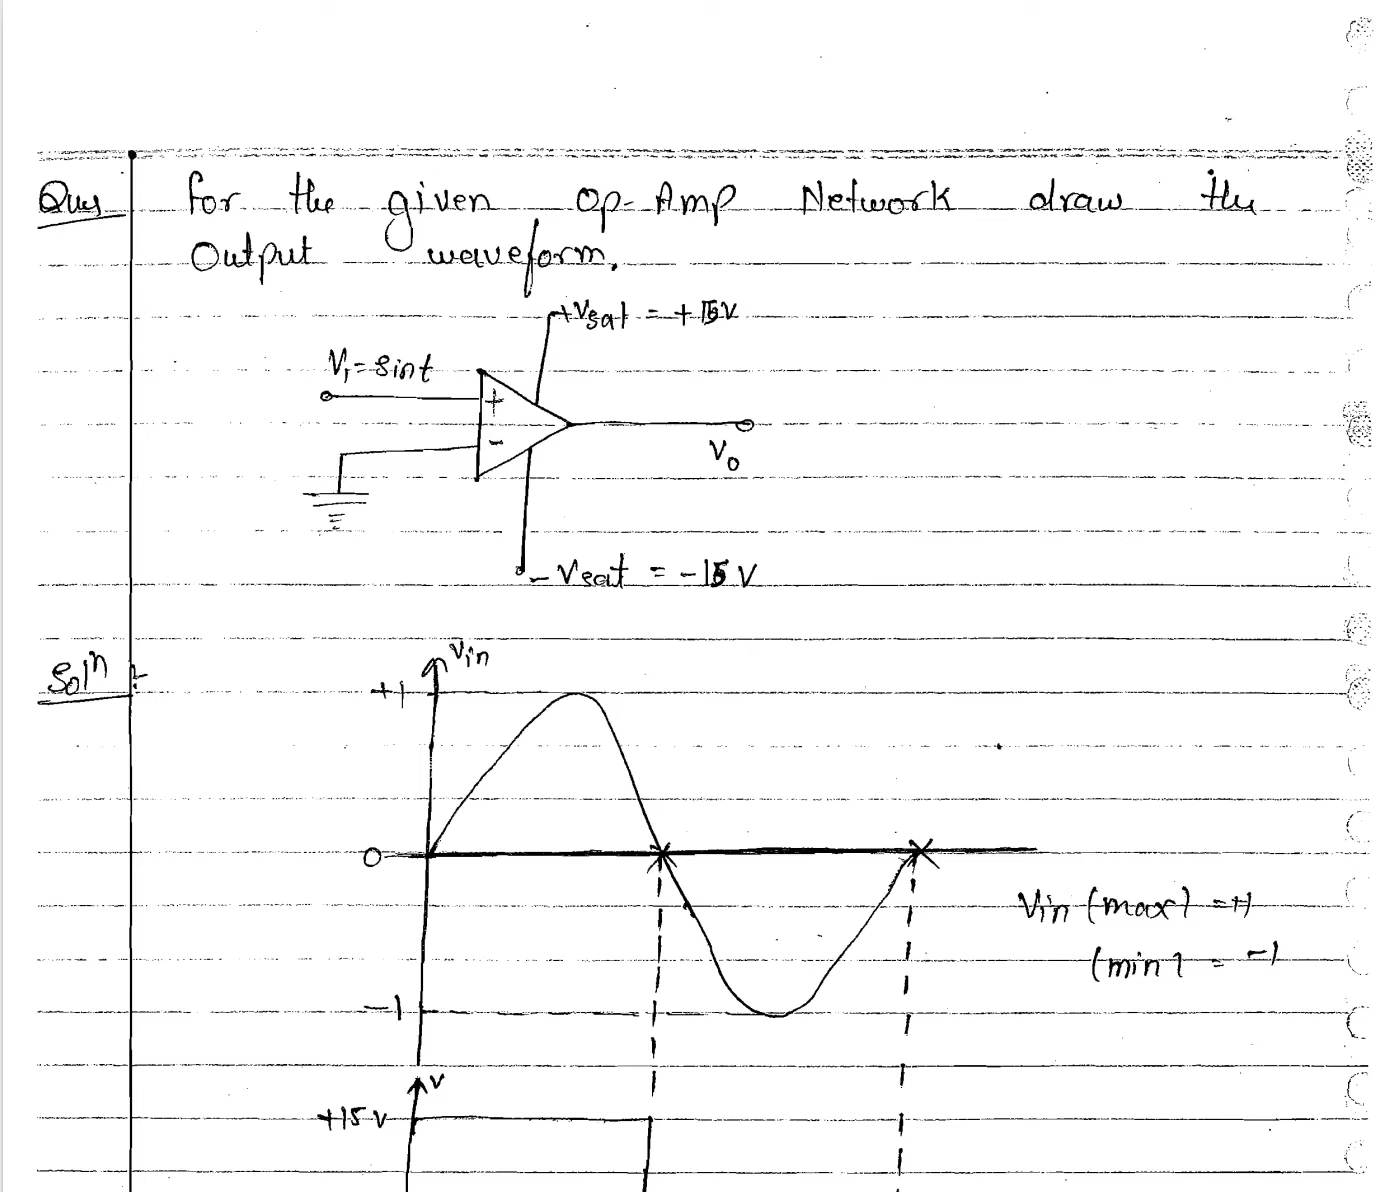 Ques for the given Op-Amp Network draw the
Output waveform.
+Vsat = +15V
V1 = sint
+
-
Vo
-Vsat = -15 V
Soln :-
Vin
+1
0
Vin (max) = +1
(min) = -1
-1
V
+15 V